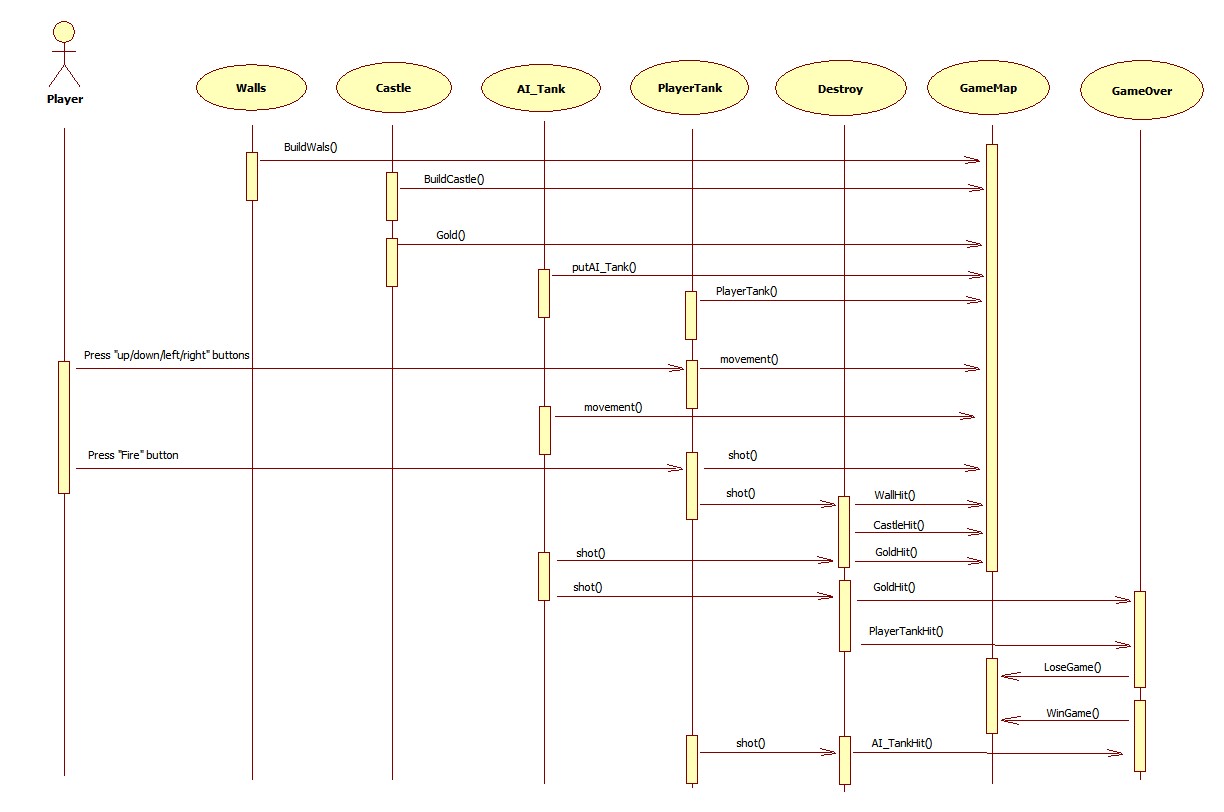 Player
Walls
Castle
AI_Tank
PlayerTank
Destroy
GameMap
GameOver
BuildWals()
BuildCastle()
Gold()
putAI_Tank()
PlayerTank()
Press "up/down/left/right" buttons
movement()
movement()
Press "Fire" button
shot()
shot()
WallHit()
CastleHit()
shot()
GoldHit()
shot()
GoldHit()
PlayerTankHit()
LoseGame()
WinGame()
shot()
AI_TankHit()